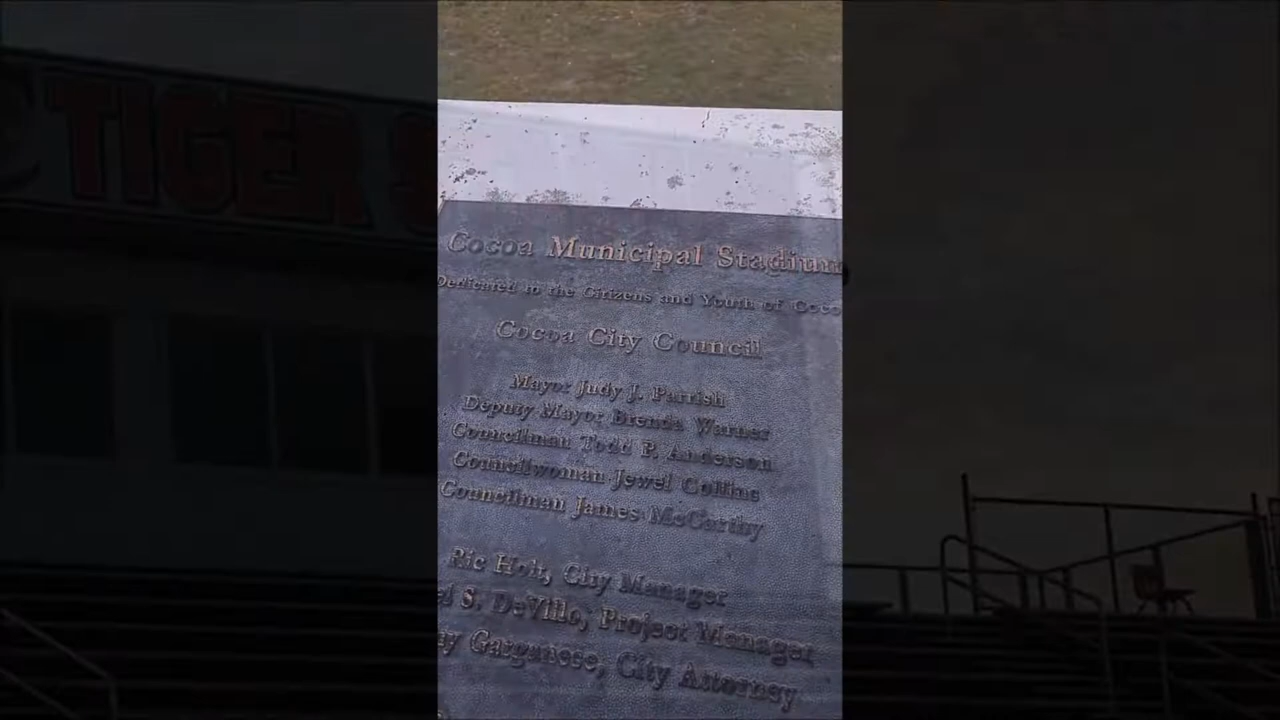 TIGER
Cocoa Municipal Stadium
Dedicated to the Citizens and Youth of Coco
Cocoa City Council
Mayor Judy J. Parrish
Deputy Mayor Brenda Warner
Councilman Todd P. Anderson
Councilwoman Jewel Collins
Councilman James McCarthy
Ric Holt, City Manager
S. DeVille, Project Manager
Garganese, City Attorney